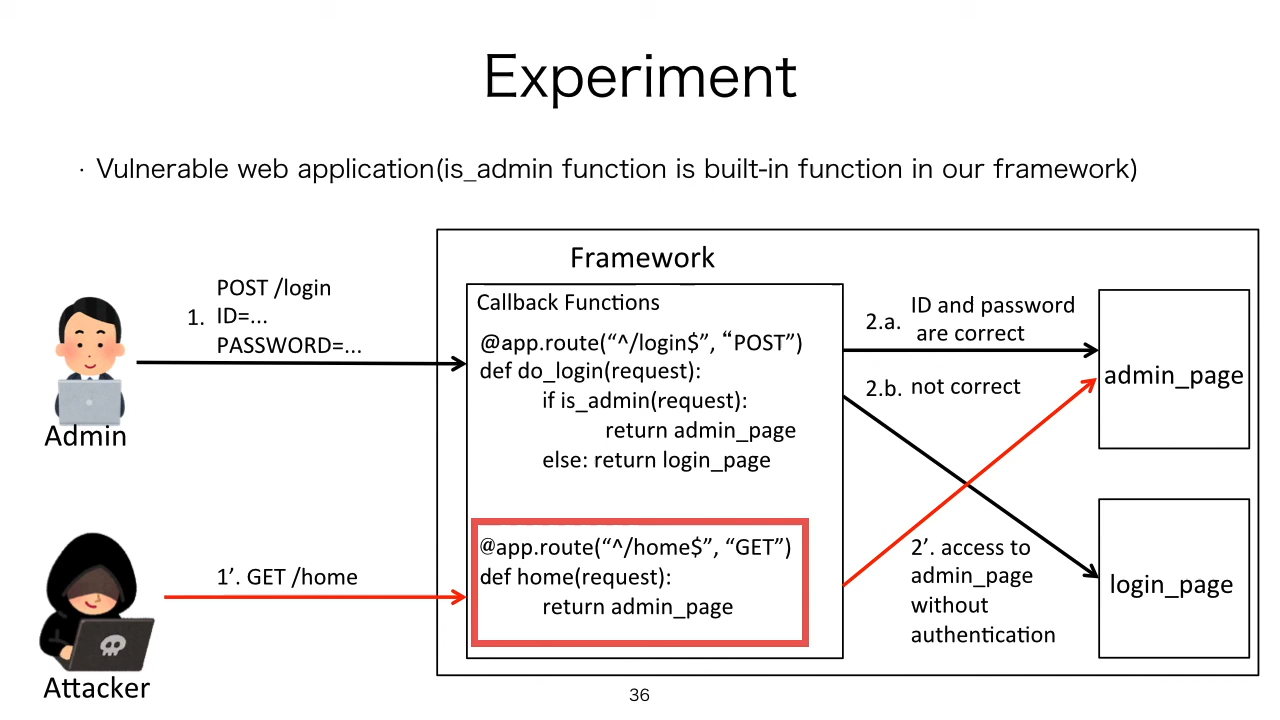 Experiment
· Vulnerable web application(is_admin function is built-in function in our framework)
Framework
POST /login
1. ID=...
PASSWORD=...
Admin
Callback Functions
@app.route(“^/login$”, “POST”)
def do_login(request):
if is_admin(request):
return admin_page
else: return login_page
2.a. ID and password
are correct
2.b. not correct
admin_page
1’. GET /home
Attacker
@app.route(“^/home$”, “GET”)
def home(request):
return admin_page
2’. access to
admin_page
without
authentication
login_page
36